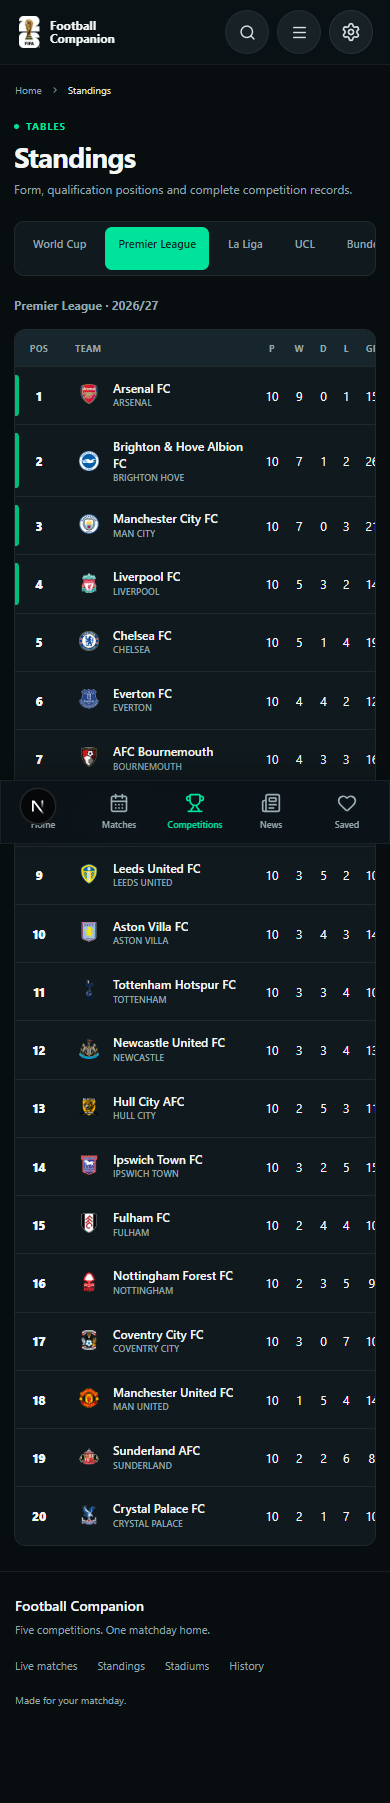 FIFA
Football
Companion
Home > Standings
TABLES
Standings
Form, qualification positions and complete competition records.
World Cup Premier League La Liga UCL Bunde
Premier League · 2026/27
POS TEAM P W D L
1 Arsenal FC 10 9 0 1
ARSENAL
2 Brighton & Hove Albion FC 10 7 1 2
BRIGHTON HOVE
3 Manchester City FC 10 7 0 3
MAN CITY
4 Liverpool FC 10 5 3 2
LIVERPOOL
5 Chelsea FC 10 5 1 4
CHELSEA
6 Everton FC 10 4 4 2
EVERTON
7 AFC Bournemouth 10 4 3 3
BOURNEMOUTH
N
Home Matches Competitions News Saved
9 Leeds United FC 10 3 5 2
LEEDS UNITED
10 Aston Villa FC 10 3 4 3
ASTON VILLA
11 Tottenham Hotspur FC 10 3 3 4
TOTTENHAM
12 Newcastle United FC 10 3 3 4
NEWCASTLE
13 Hull City AFC 10 2 5 3
HULL CITY
14 Ipswich Town FC 10 3 2 5
IPSWICH TOWN
15 Fulham FC 10 2 4 4
FULHAM
16 Nottingham Forest FC 10 2 3 5
NOTTINGHAM
17 Coventry City FC 10 3 0 7
COVENTRY CITY
18 Manchester United FC 10 1 5 4
MAN UNITED
19 Sunderland AFC 10 2 2 6
SUNDERLAND
20 Crystal Palace FC 10 2 1 7
CRYSTAL PALACE
Football Companion
Five competitions. One matchday home.
Live matches Standings Stadiums History
Made for your matchday.